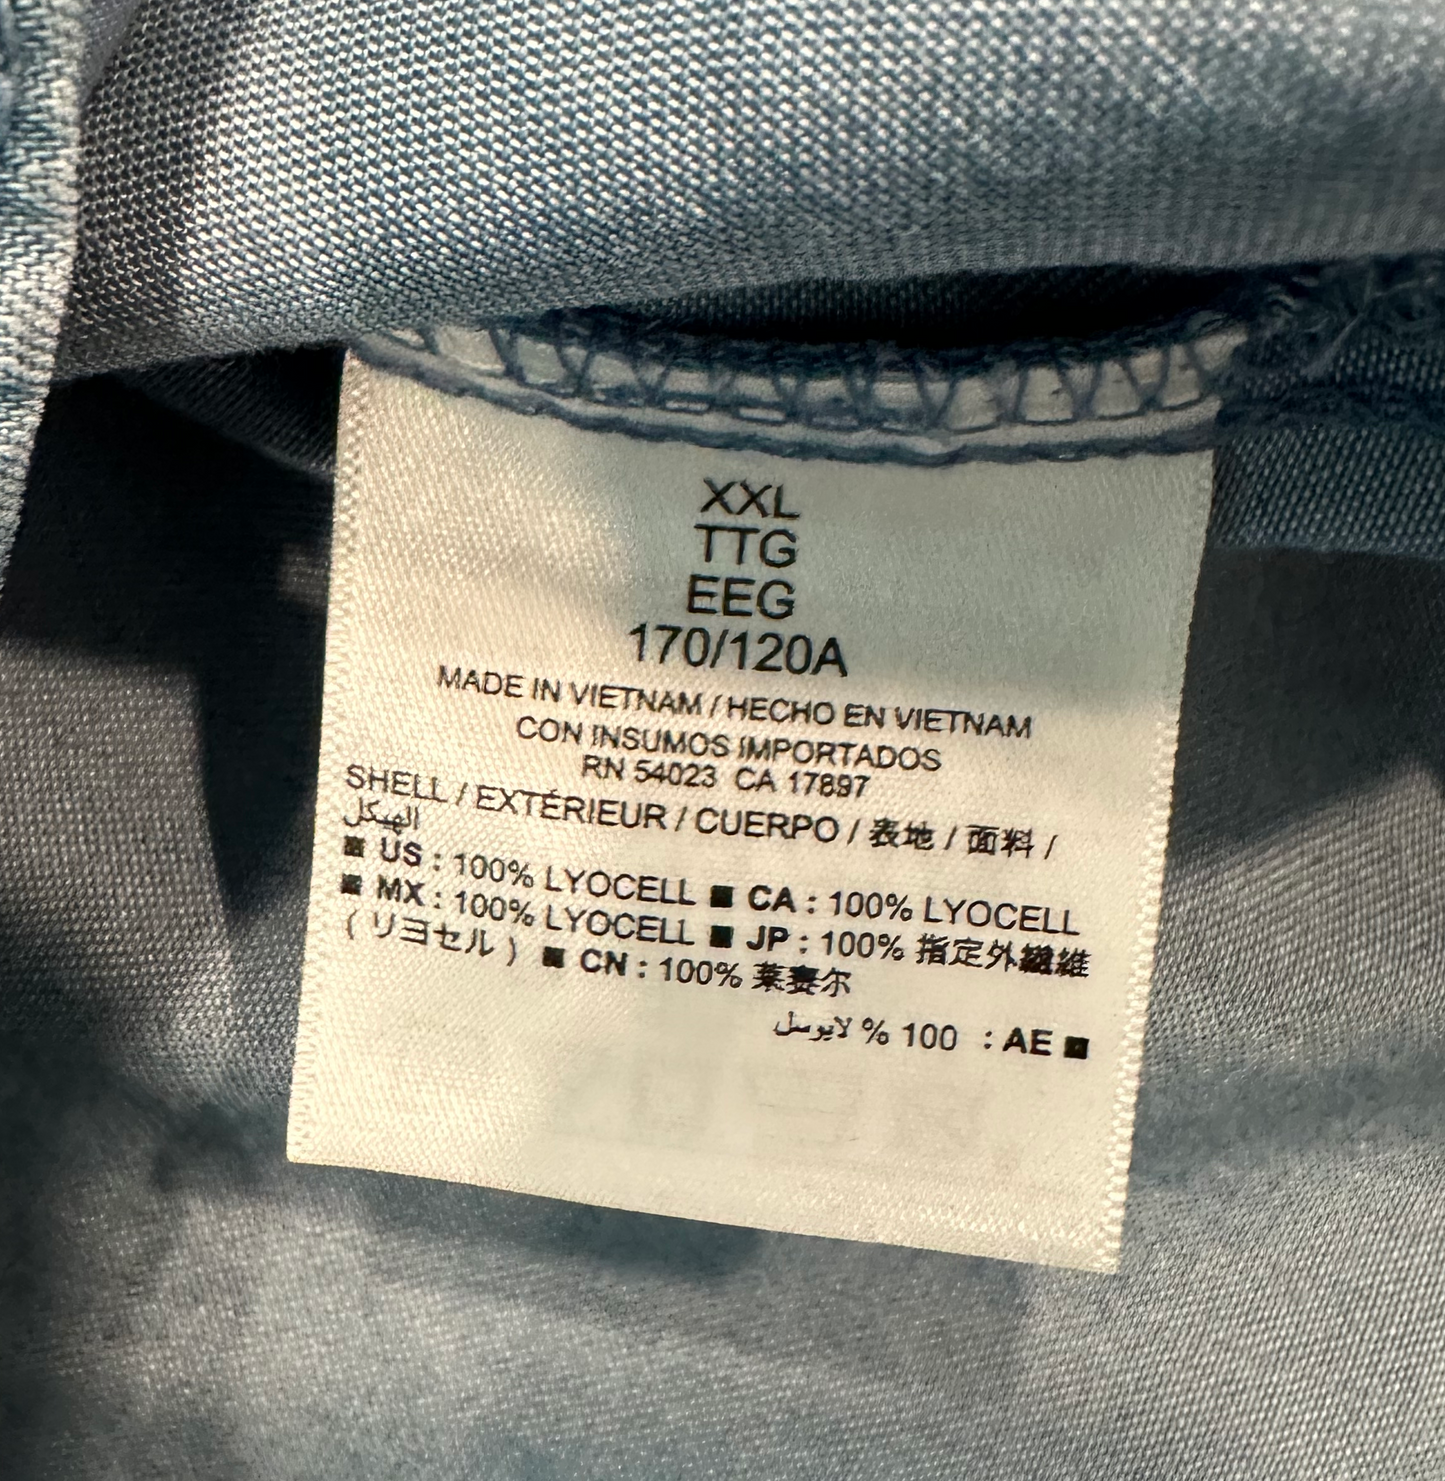 XXL
TTG
EEG
170/120A
MADE IN VIETNAM / HECHO EN VIETNAM
CON INSUMOS IMPORTADOS
RN 54023 CA 17897
SHELL / EXTÉRIEUR / CUERPO / 表地 / 面料 /
الهيكل
■ US : 100% LYOCELL ■ CA : 100% LYOCELL
■ MX : 100% LYOCELL ■ JP : 100% 指定外繊維
( リヨセル ) ■ CN : 100% 莱赛尔
■ AE : 100 % لايوسل